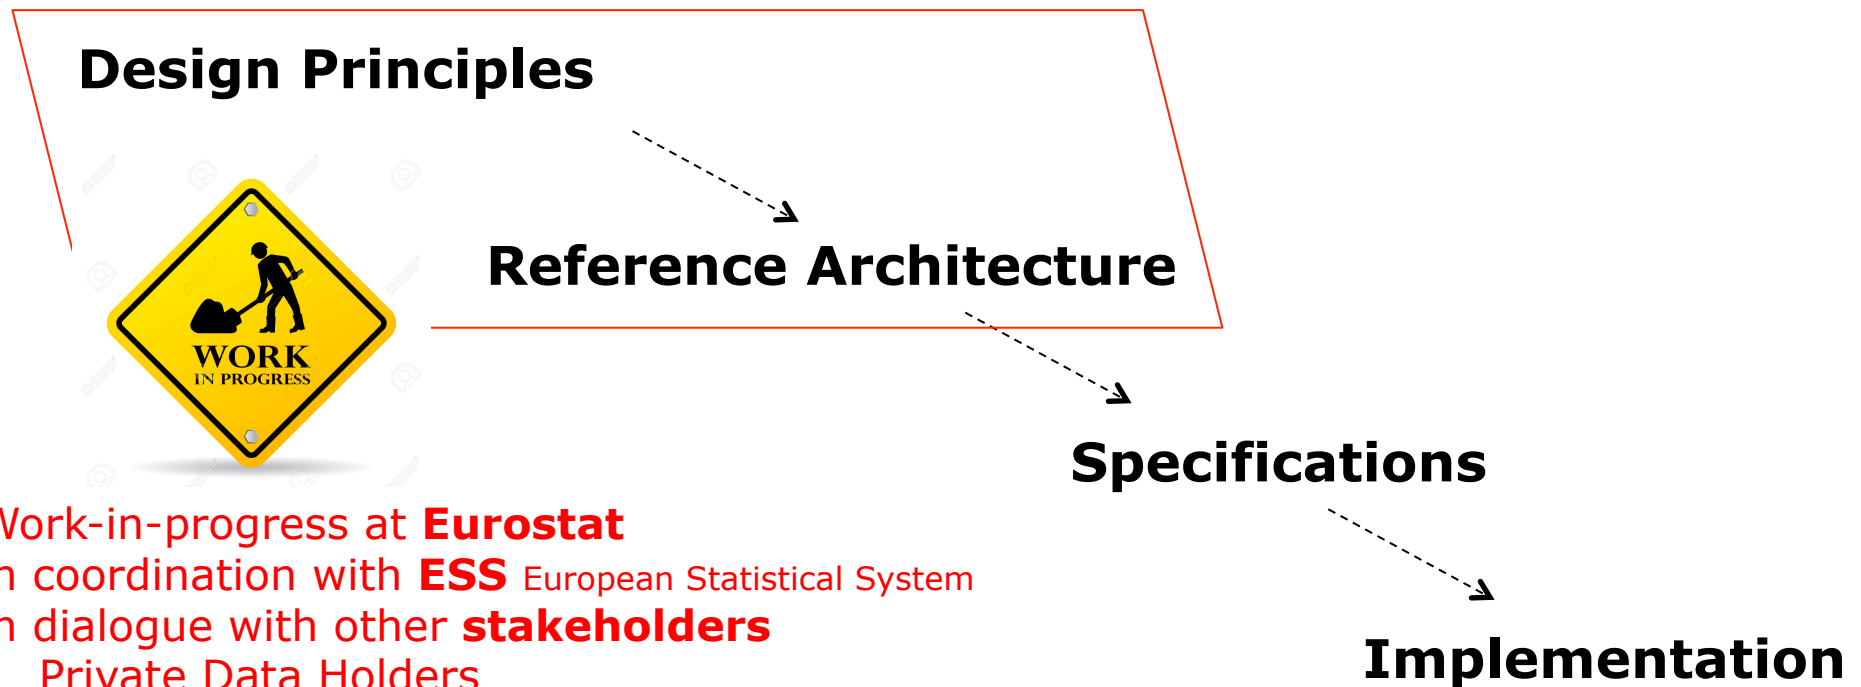 Design Principles
Reference Architecture
WORK
IN PROGRESS
Specifications
Work-in-progress at Eurostat
n coordination with ESS European Statistical System
n dialogue with other stakeholders
Private Data Holders
Implementation